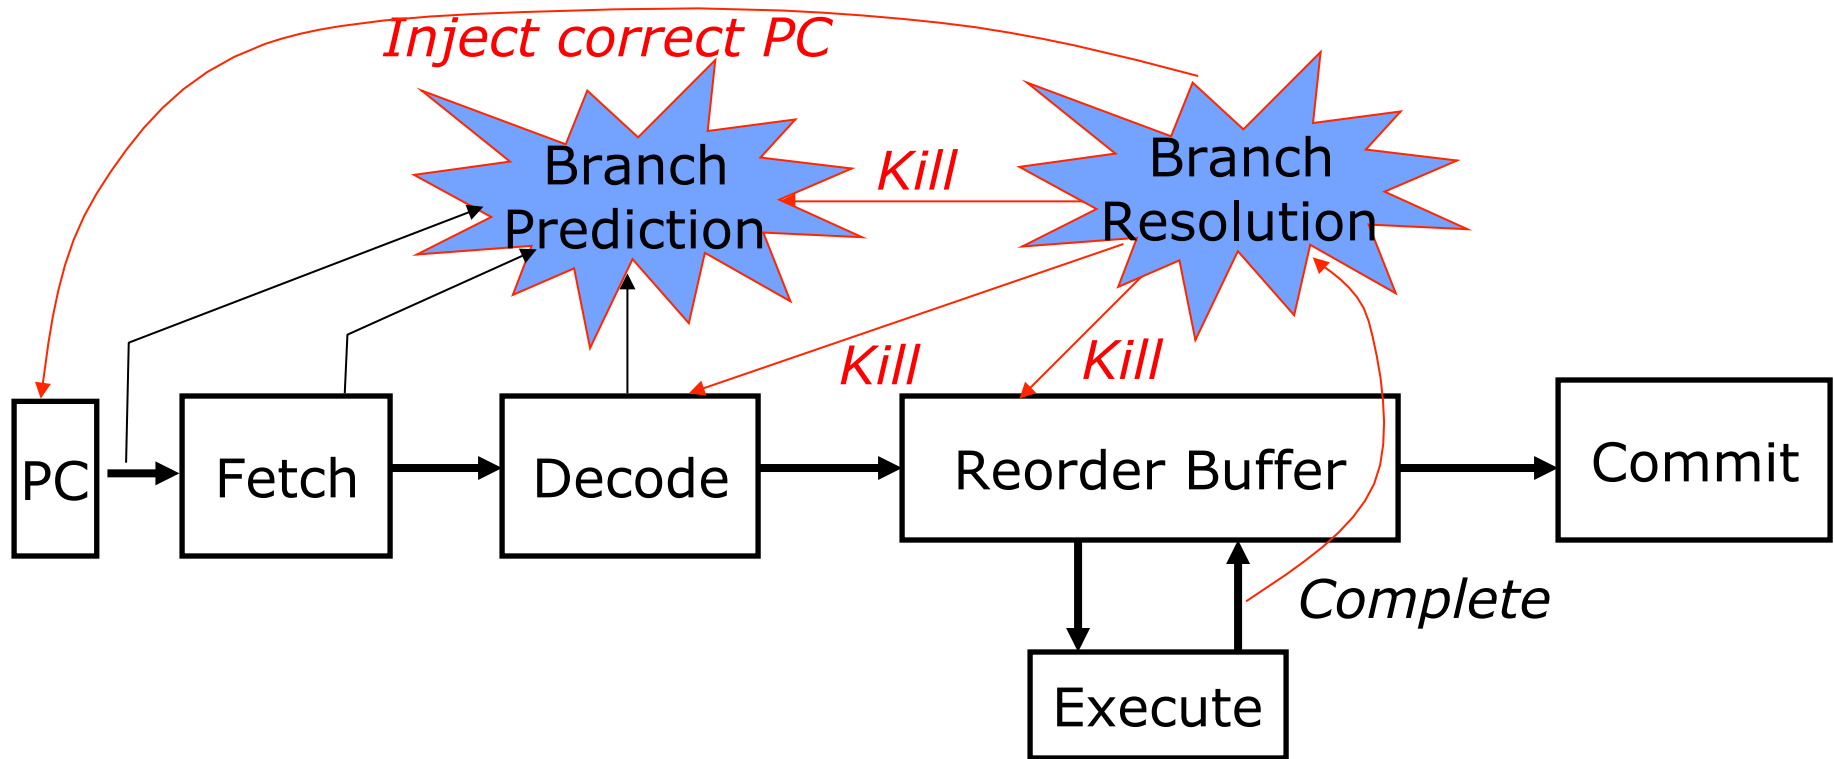 Inject correct PC
Branch
Prediction
Kill
Branch
Resolution
Kill
Kill
PC
Fetch
Decode
Reorder Buffer
Commit
Complete
Execute